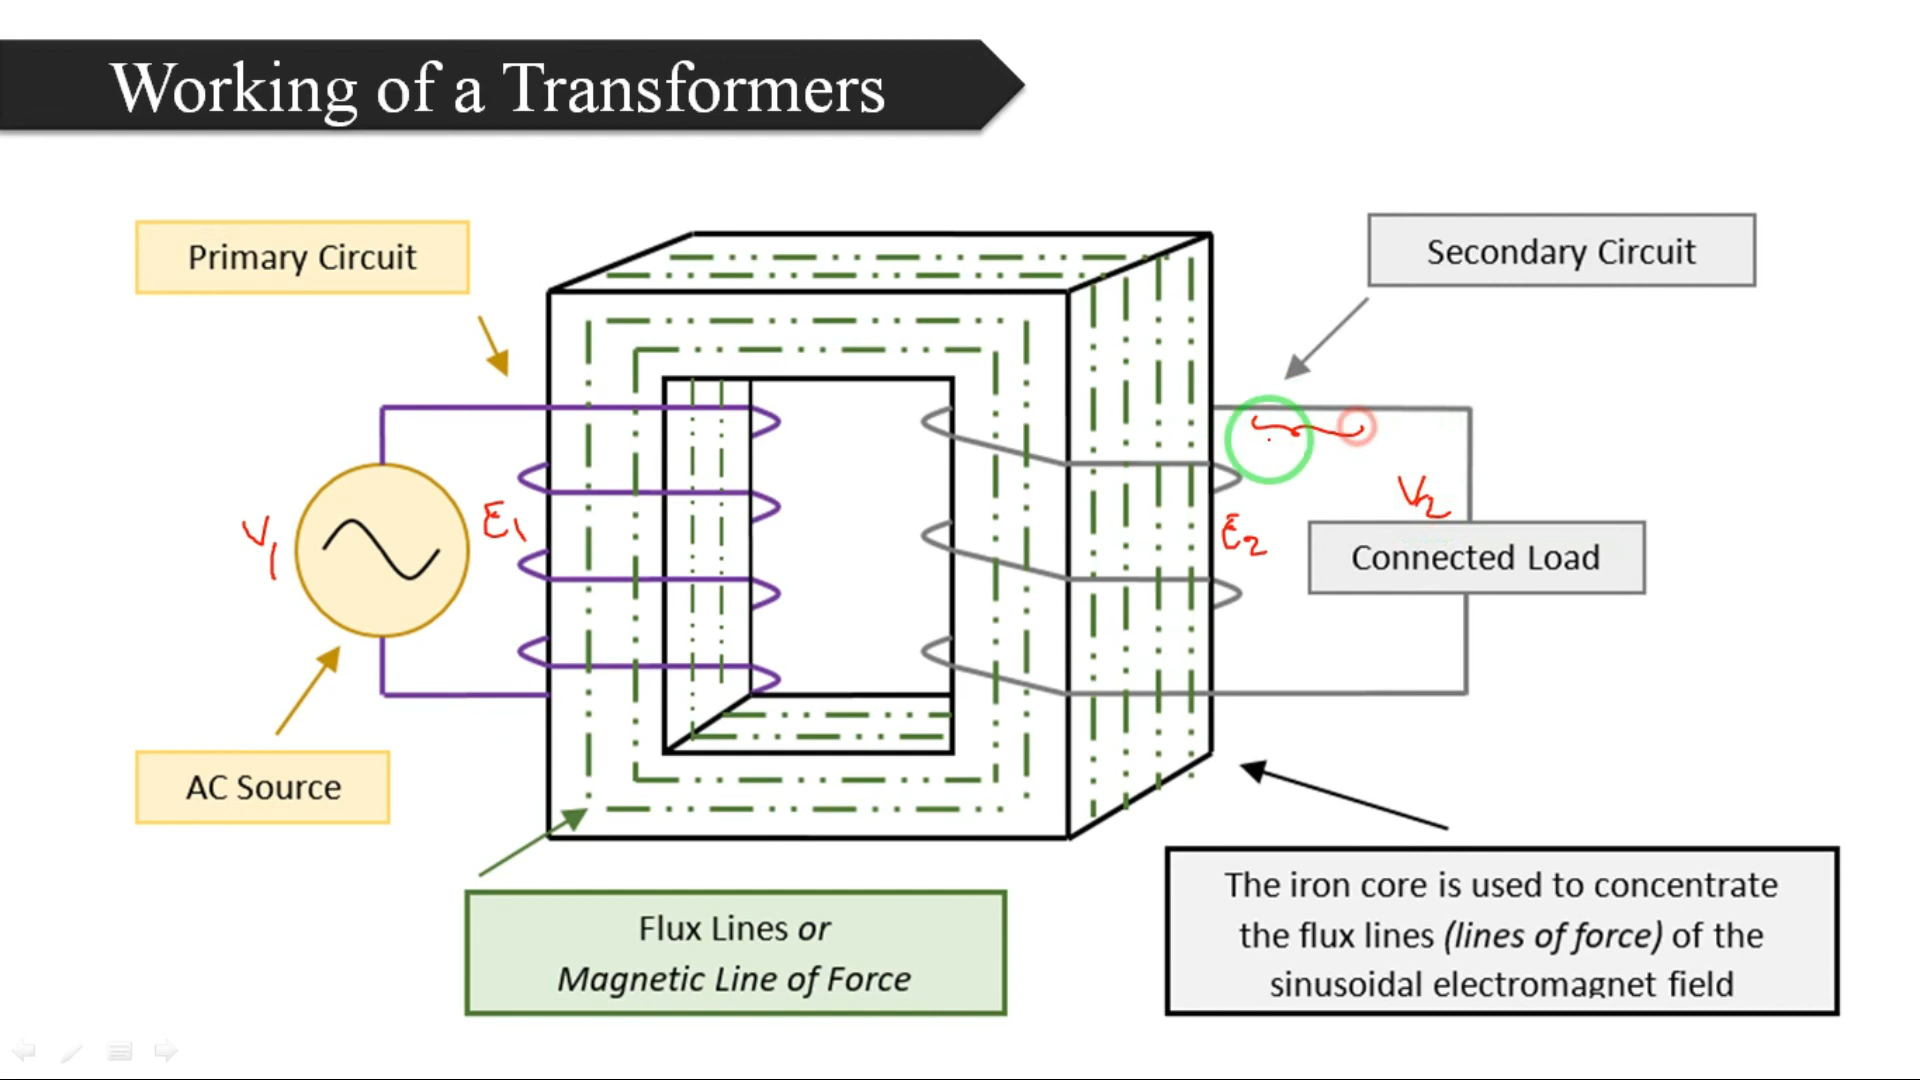 Working of a Transformers
Primary Circuit
Secondary Circuit
V1
E1
E2
V2
Connected Load
AC Source
Flux Lines or
Magnetic Line of Force
The iron core is used to concentrate
the flux lines (lines of force) of the
sinusoidal electromagnet field